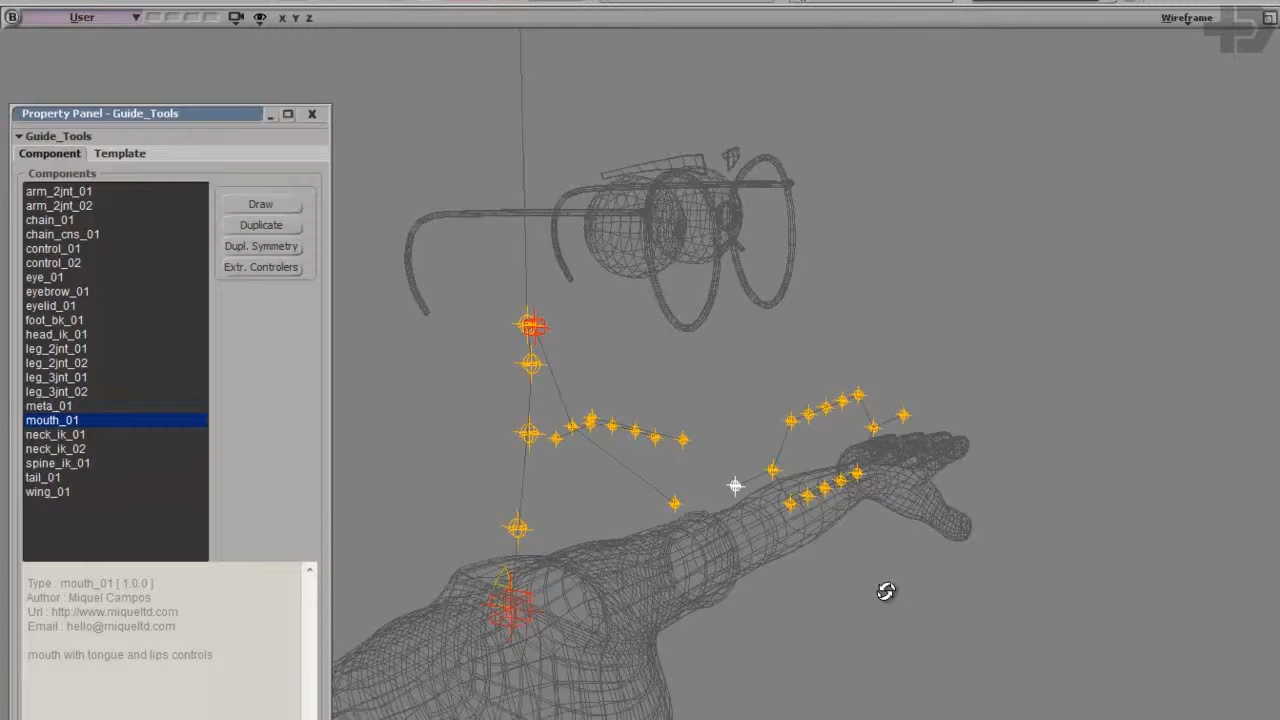 B User X Y Z Wireframe
Property Panel - Guide_Tools
Guide_Tools
Component Template
Components
arm_2jnt_01
arm_2jnt_02
chain_01
chain_cns_01
control_01
control_02
eye_01
eyebrow_01
eyelid_01
foot_bk_01
head_ik_01
leg_2jnt_01
leg_2jnt_02
leg_3jnt_01
leg_3jnt_02
meta_01
mouth_01
neck_ik_01
neck_ik_02
spine_ik_01
tail_01
wing_01
Draw
Duplicate
Dupl. Symmetry
Extr. Controlers
Type : mouth_01 [ 1.0.0 ]
Author : Miquel Campos
Url : http://www.miqueltd.com
Email : hello@miqueltd.com
mouth with tongue and lips controls